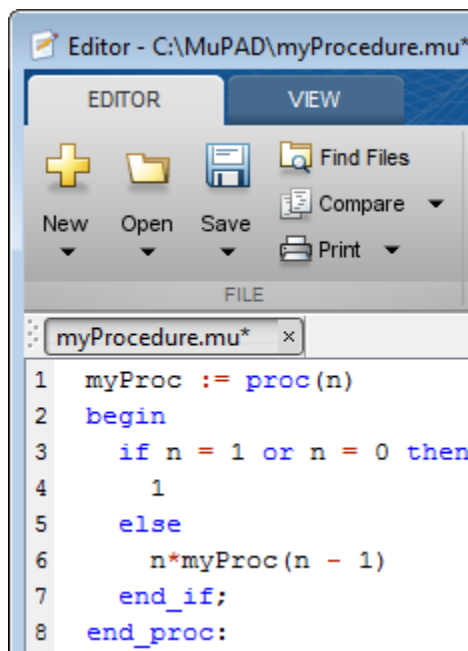 Editor - C:\MuPAD\myProcedure.mu*
EDITOR VIEW
New Open Save
Find Files
Compare
Print
FILE
myProcedure.mu* ×
1 myProc := proc(n)
2 begin
3 if n = 1 or n = 0 then
4 1
5 else
6 n*myProc(n - 1)
7 end_if;
8 end_proc: